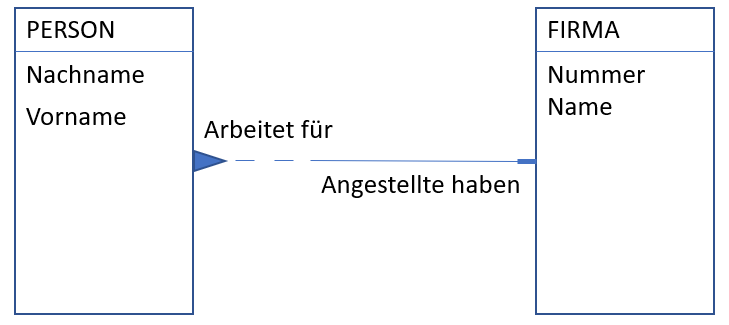 PERSON
Nachname
Vorname
Arbeitet für
Angestellte haben
FIRMA
Nummer
Name